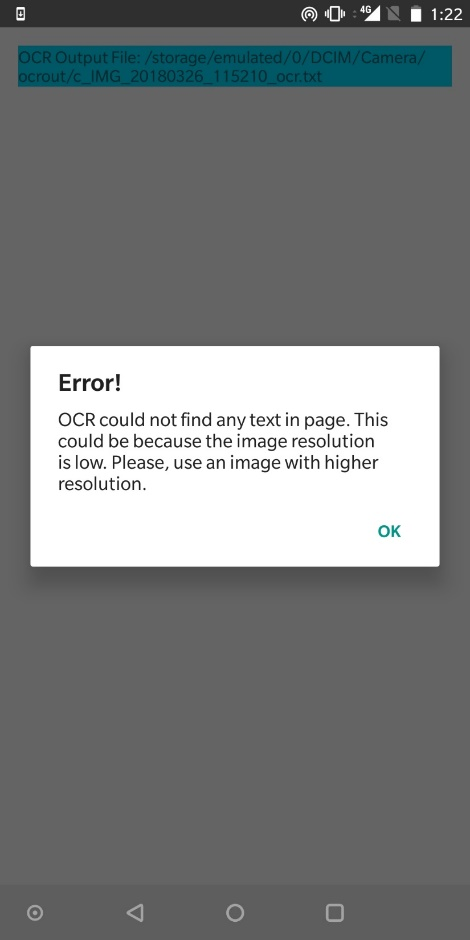 4G 1:22
OCR Output File: /storage/emulated/0/DCIM/Camera/
ocrout/c_IMG_20180326_115210_ocr.txt
Error!
OCR could not find any text in page. This
could be because the image resolution
is low. Please, use an image with higher
resolution.
OK